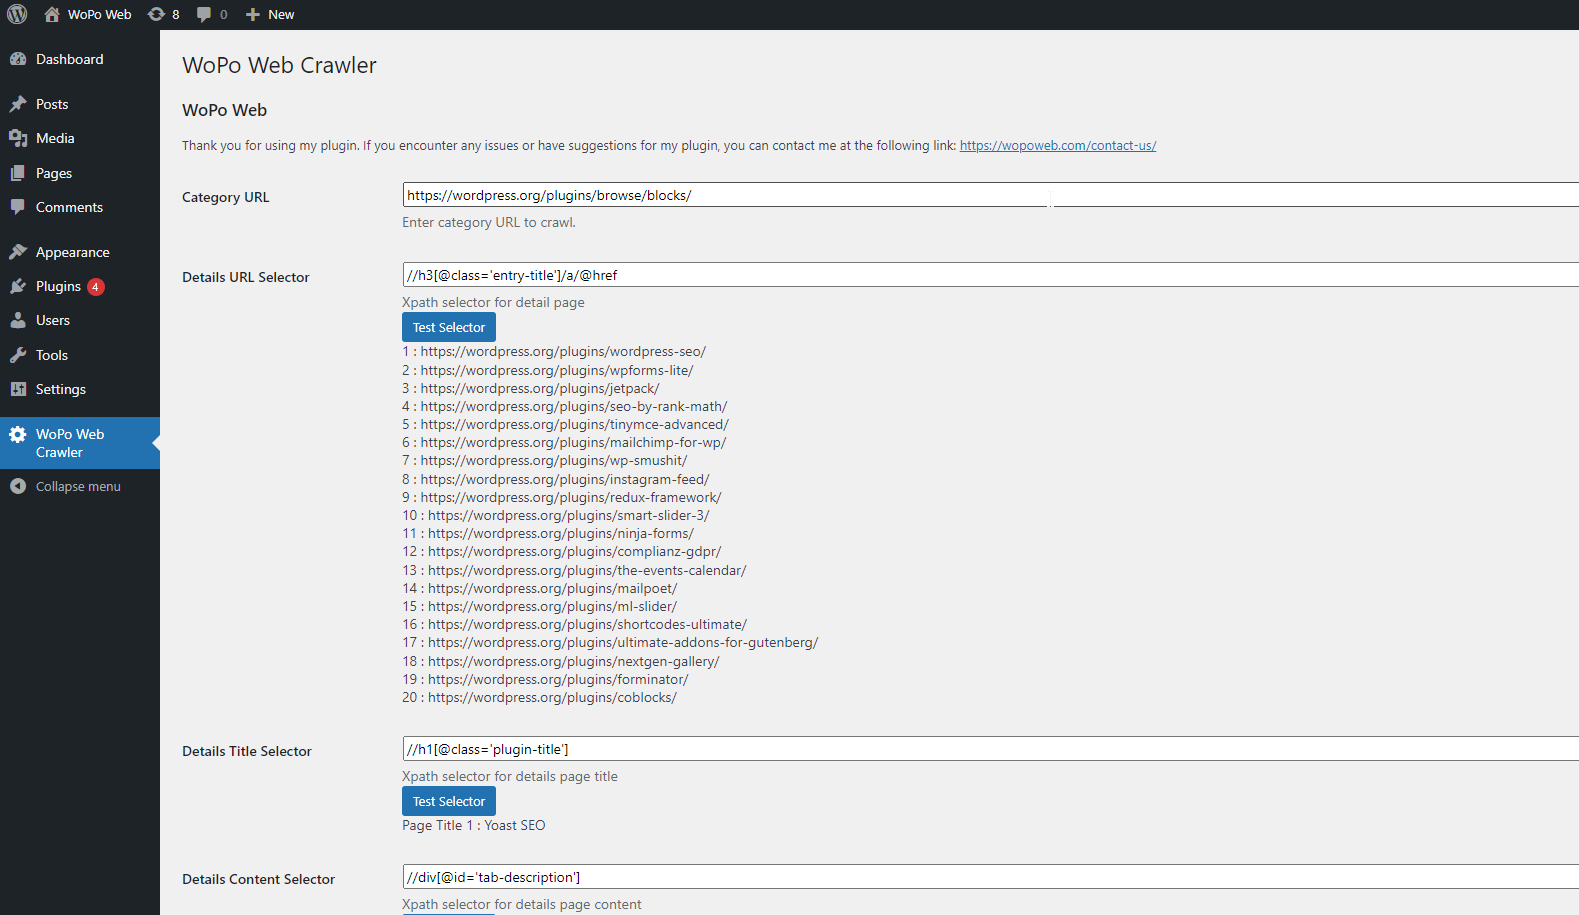 WoPo Web 8 0 New
Dashboard
Posts
Media
Pages
Comments
Appearance
Plugins 4
Users
Tools
Settings
WoPo Web
Crawler
Collapse menu
WoPo Web Crawler
WoPo Web
Thank you for using my plugin. If you encounter any issues or have suggestions for my plugin, you can contact me at the following link: https://wopoweb.com/contact-us/
Category URL
https://wordpress.org/plugins/browse/blocks/
Enter category URL to crawl.
Details URL Selector
//h3[@class='entry-title']/a/@href
Xpath selector for detail page
Test Selector
1 : https://wordpress.org/plugins/wordpress-seo/
2 : https://wordpress.org/plugins/wpforms-lite/
3 : https://wordpress.org/plugins/jetpack/
4 : https://wordpress.org/plugins/seo-by-rank-math/
5 : https://wordpress.org/plugins/tinymce-advanced/
6 : https://wordpress.org/plugins/mailchimp-for-wp/
7 : https://wordpress.org/plugins/wp-smushit/
8 : https://wordpress.org/plugins/instagram-feed/
9 : https://wordpress.org/plugins/redux-framework/
10 : https://wordpress.org/plugins/smart-slider-3/
11 : https://wordpress.org/plugins/ninja-forms/
12 : https://wordpress.org/plugins/complianz-gdpr/
13 : https://wordpress.org/plugins/the-events-calendar/
14 : https://wordpress.org/plugins/mailpoet/
15 : https://wordpress.org/plugins/ml-slider/
16 : https://wordpress.org/plugins/shortcodes-ultimate/
17 : https://wordpress.org/plugins/ultimate-addons-for-gutenberg/
18 : https://wordpress.org/plugins/nextgen-gallery/
19 : https://wordpress.org/plugins/forminator/
20 : https://wordpress.org/plugins/coblocks/
Details Title Selector
//h1[@class='plugin-title']
Xpath selector for details page title
Test Selector
Page Title 1 : Yoast SEO
Details Content Selector
//div[@id='tab-description']
Xpath selector for details page content